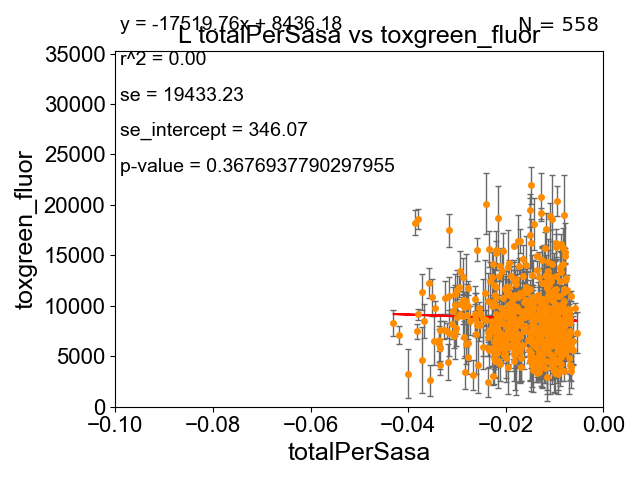 y = -17519.76x + 8436.18
N = 558
L totalPerSasa vs toxgreen_fluor
r^2 = 0.00
se = 19433.23
se_intercept = 346.07
p-value = 0.3676937790297955
toxgreen_fluor
35000
30000
25000
20000
15000
10000
5000
0
−0.10
−0.08
−0.06
−0.04
−0.02
0.00
totalPerSasa